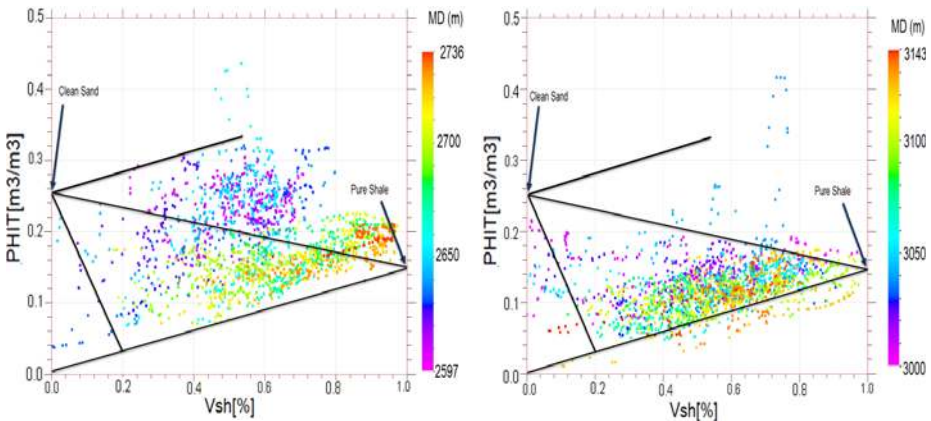 0.5
0.4
0.3
0.2
0.1
0.0
PHIT[m3/m3]
0.0 0.2 0.4 0.6 0.8 1.0
Vsh[%]
Clean Sand
Pure Shale
MD (m)
2736
2700
2650
2597
0.5
0.4
0.3
0.2
0.1
0.0
PHIT[m3/m3]
0.0 0.2 0.4 0.6 0.8 1.0
Vsh[%]
Clean Sand
Pure Shale
MD (m)
3143
3100
3050
3000